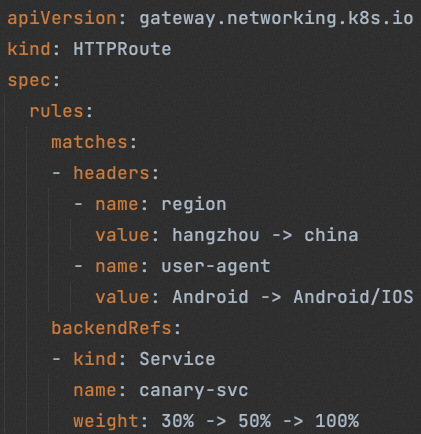 apiVersion: gateway.networking.k8s.io
kind: HTTPRoute
spec:
  rules:
    matches:
    - headers:
      - name: region
        value: hangzhou -> china
      - name: user-agent
        value: Android -> Android/IOS
    backendRefs:
    - kind: Service
      name: canary-svc
      weight: 30% -> 50% -> 100%